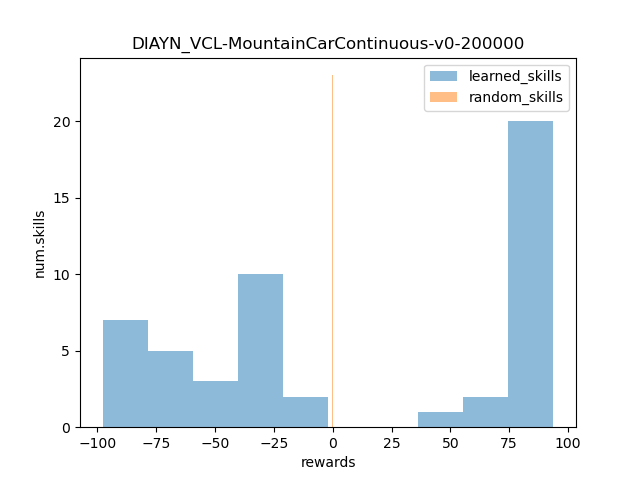 DIAYN_VCL-MountainCarContinuous-v0-200000
learned_skills
random_skills
20
15
10
5
0
num.skills
−100
−75
−50
−25
0
25
50
75
100
rewards